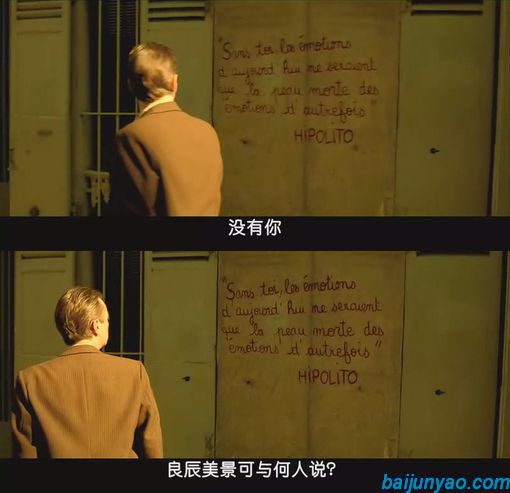 "Sans toi, les émotions
d'aujourd'hui ne seraient
que la peau morte des
émotions d'autrefois"
HIPOLITO
没有你
"Sans toi, les émotions
d'aujourd'hui ne seraient
que la peau morte des
émotions d'autrefois"
HIPOLITO
良辰美景可与何人说?
baijunyao.com